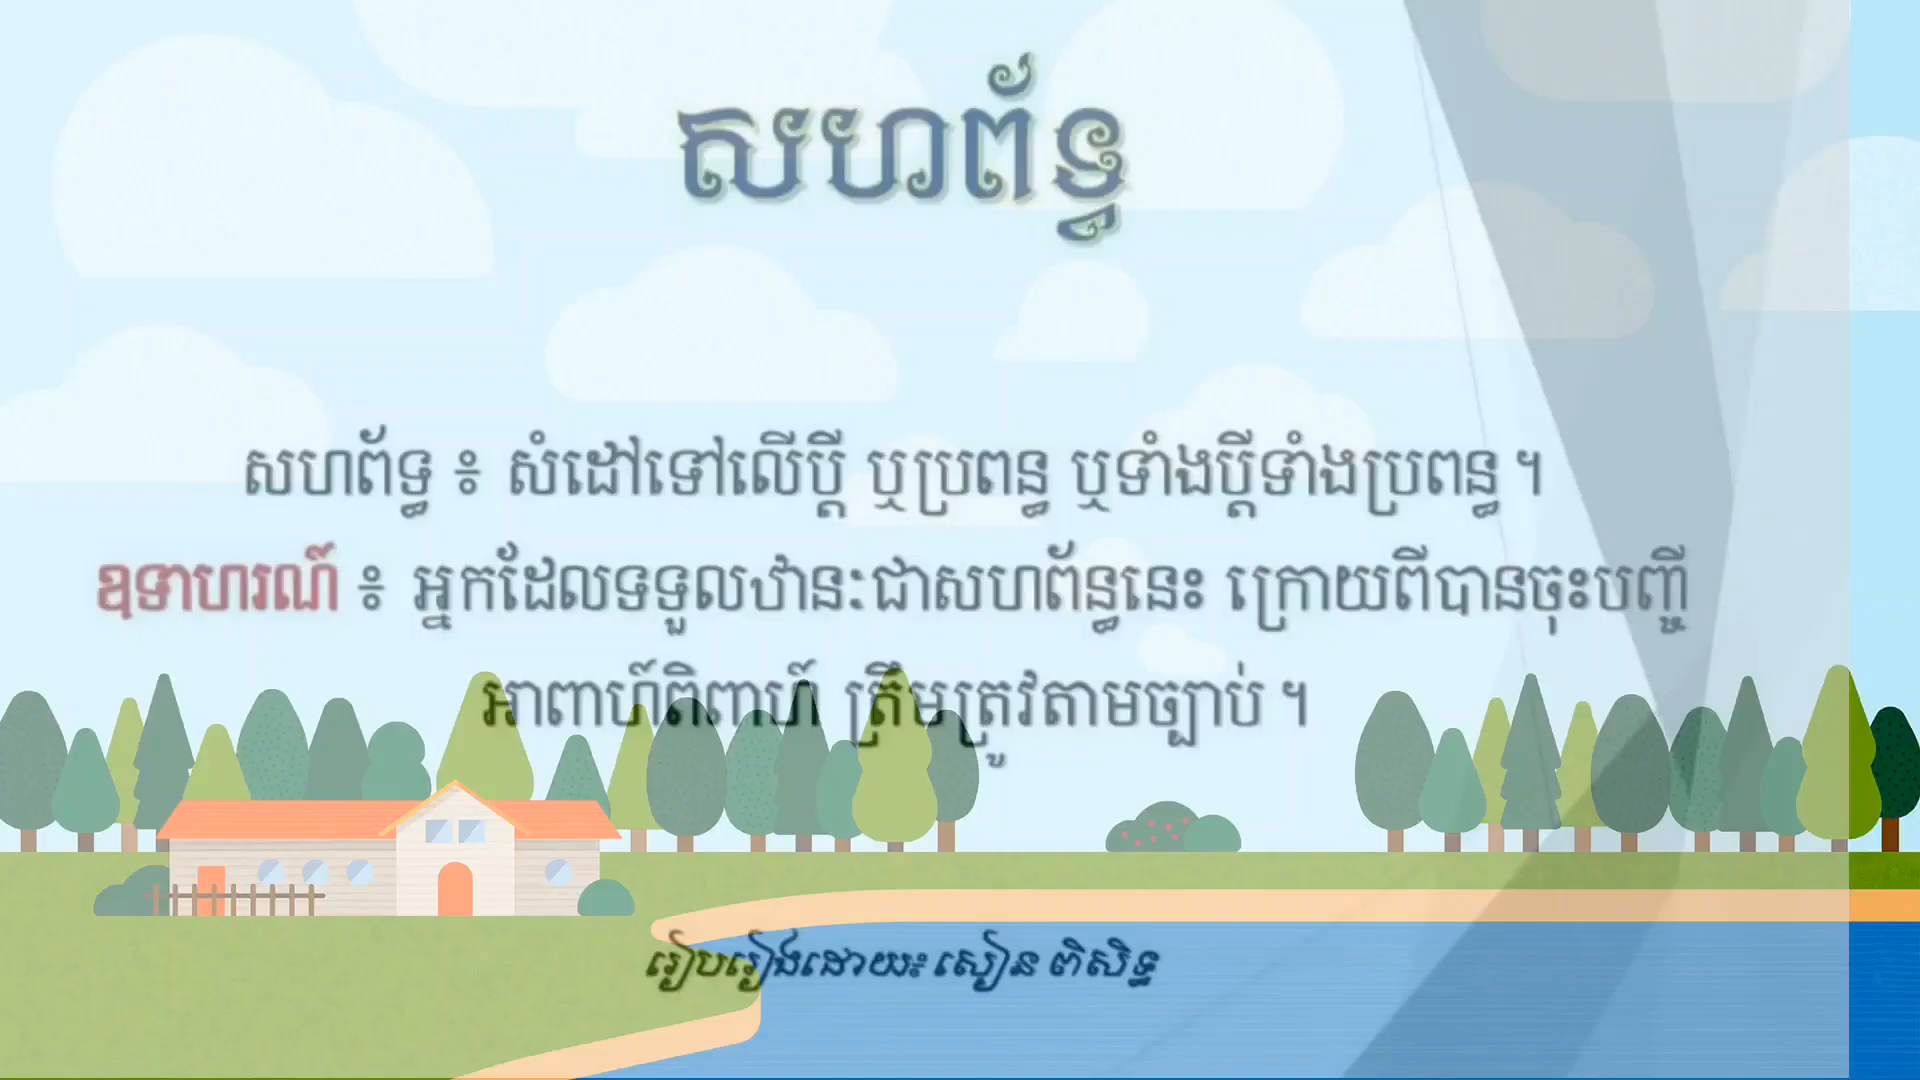 សហព័ទ្ធ
សហព័ទ្ធ ៖ សំដៅទៅលើប្ដី ឬប្រពន្ធ ឬទាំងប្ដីទាំងប្រពន្ធ ។
ឧទាហរណ៍ ៖ អ្នកដែលទទួលឋានៈជាសហព័ន្ធនេះ ក្រោយពីបានចុះបញ្ជី
អាពាហ៍ពិពាហ៍ ត្រឹមត្រូវតាមច្បាប់ ។
រៀបរៀងដោយ៖ សឿន ពិសិទ្ធ